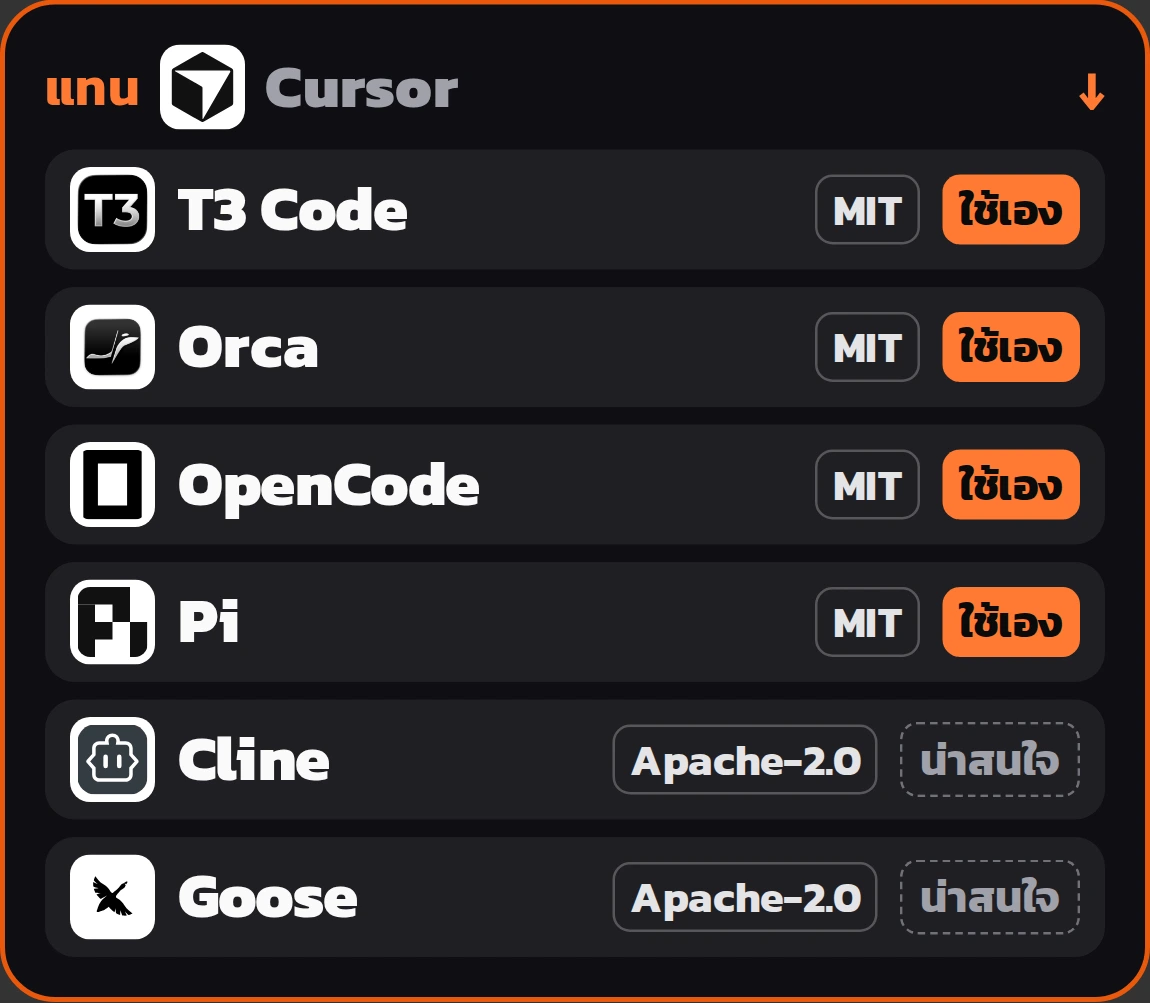 แทน Cursor ↓
T3 T3 Code MIT ใช้เอง
Orca MIT ใช้เอง
OpenCode MIT ใช้เอง
Pi MIT ใช้เอง
Cline Apache-2.0 น่าสนใจ
Goose Apache-2.0 น่าสนใจ